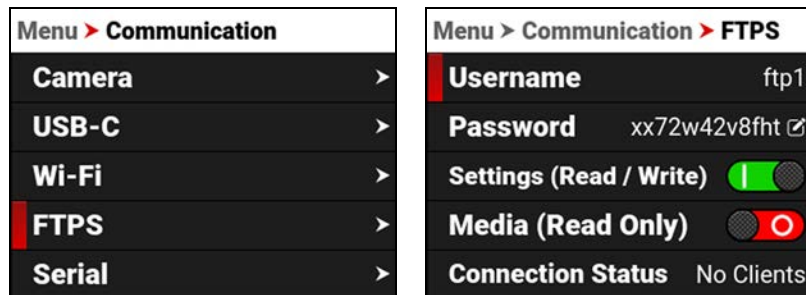 Menu > Communication
Camera >
USB-C >
Wi-Fi >
FTPS >
Serial >
Menu > Communication > FTPS
Username ftp1
Password xx72w42v8fht
Settings (Read / Write)
Media (Read Only)
Connection Status No Clients